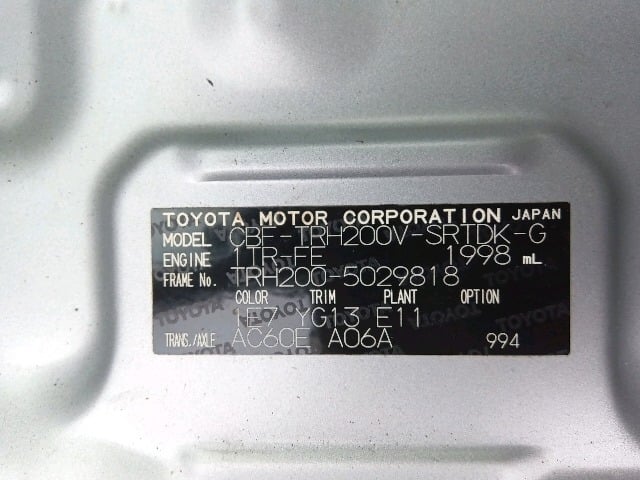 TOYOTA MOTOR CORPORATION JAPAN
MODEL CBF-TRH200V-SRTDK-G
ENGINE 1TR-FE 1998 mL
FRAME No. TRH200-5029818
COLOR TRIM PLANT OPTION
1E7 YG13 E11
TRANS./AXLE AC60E A06A 994